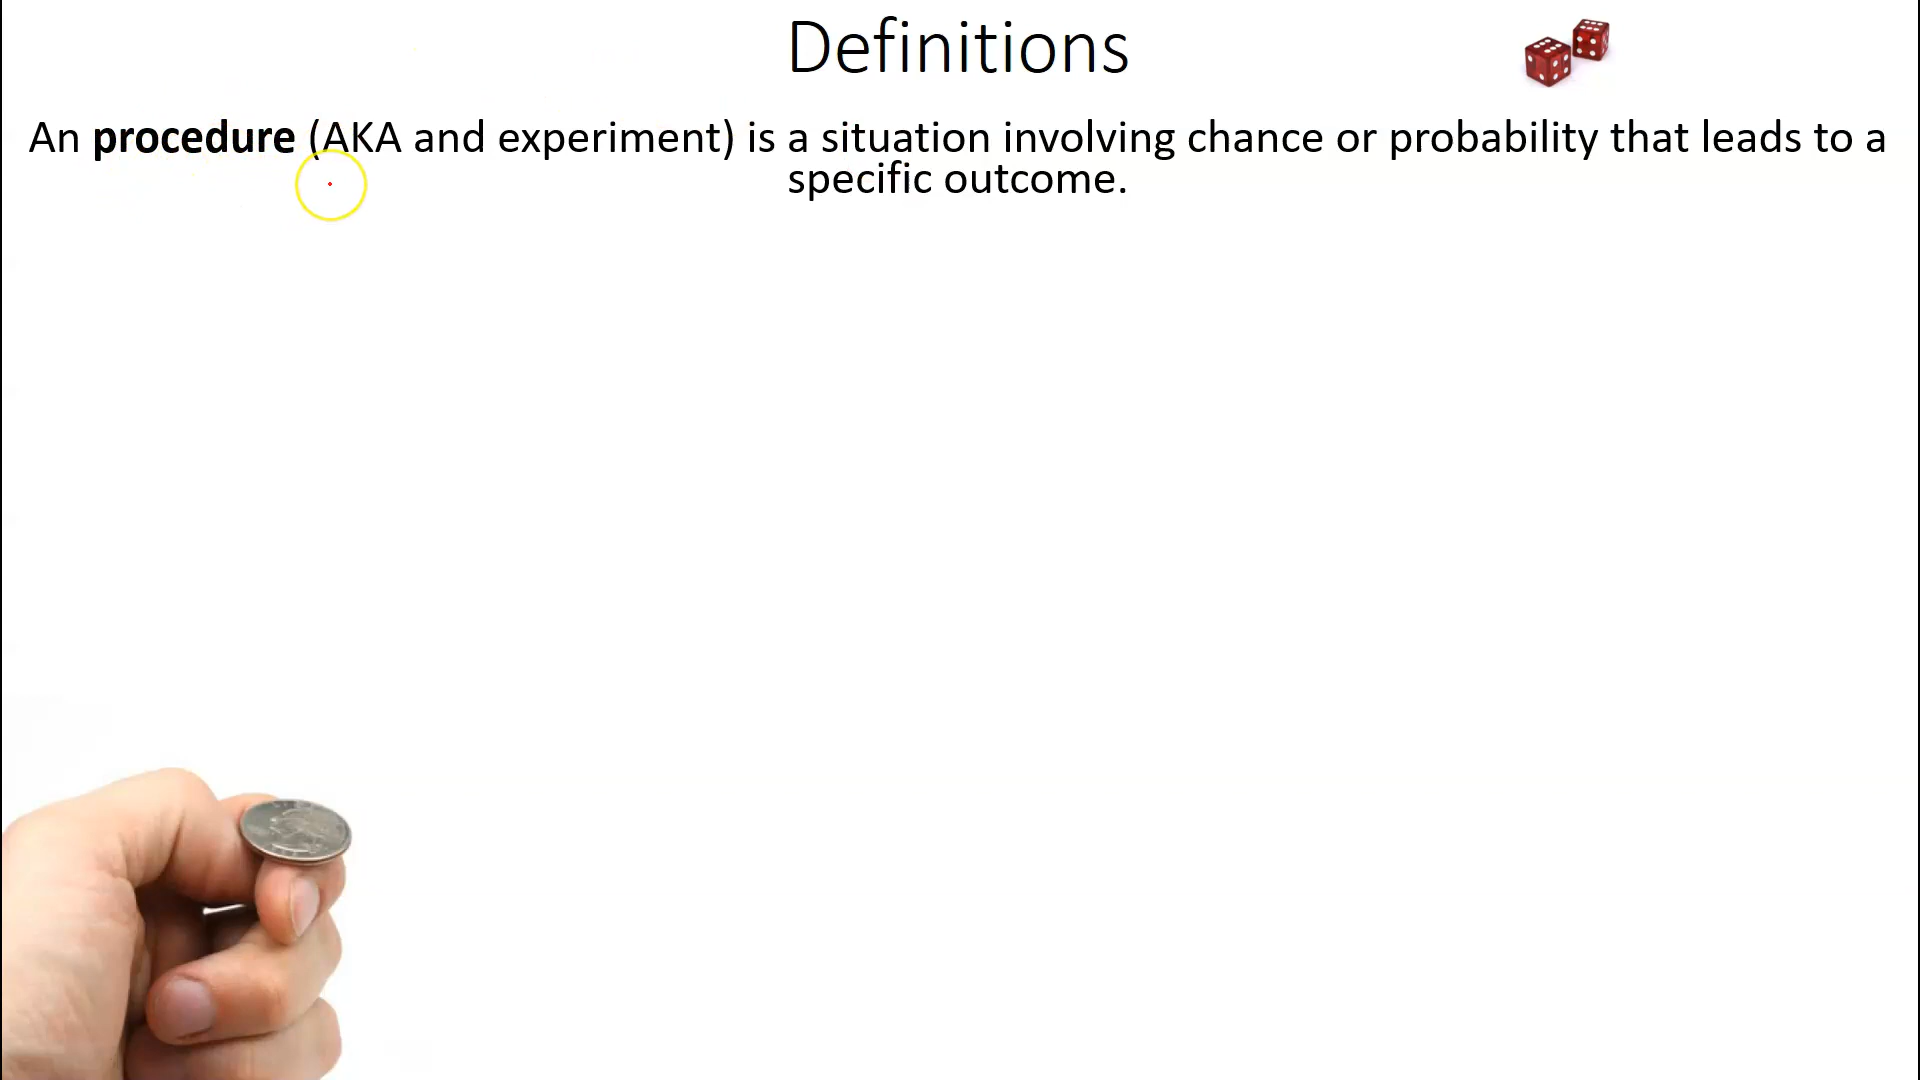 Definitions
An procedure (AKA and experiment) is a situation involving chance or probability that leads to a
specific outcome.